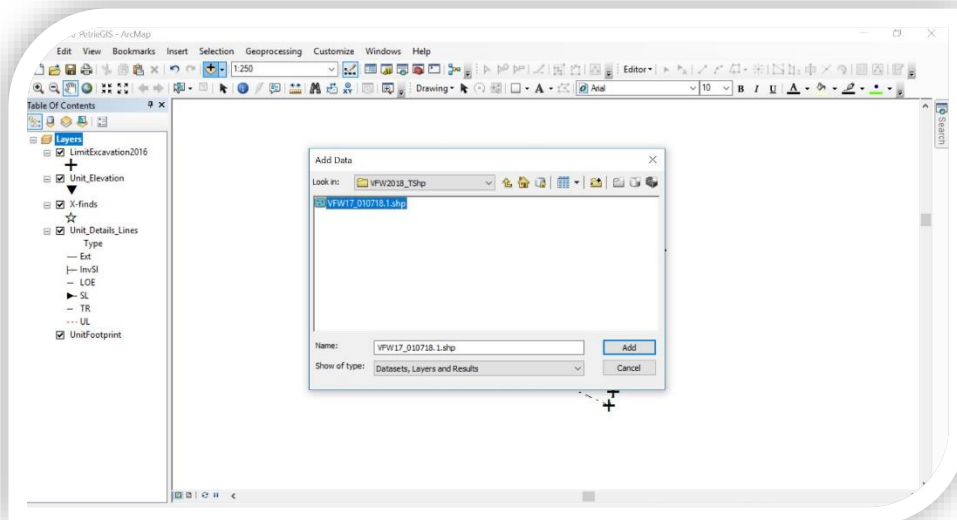 PetrieGIS - ArcMap
Edit View Bookmarks Insert Selection Geoprocessing Customize Windows Help
1:250
Editor
Drawing
A
Arial
10
B I U A
Table Of Contents
Layers
LimitExcavation2016
Unit_Elevation
X-finds
Unit_Details_Lines
Type
Ext
InvSl
LOE
SL
TR
UL
UnitFootprint
Add Data
Look in: VFW2018_TShp
VFW17_010718.1.shp
Name: VFW17_010718.1.shp
Add
Show of type: Datasets, Layers and Results
Cancel
Search